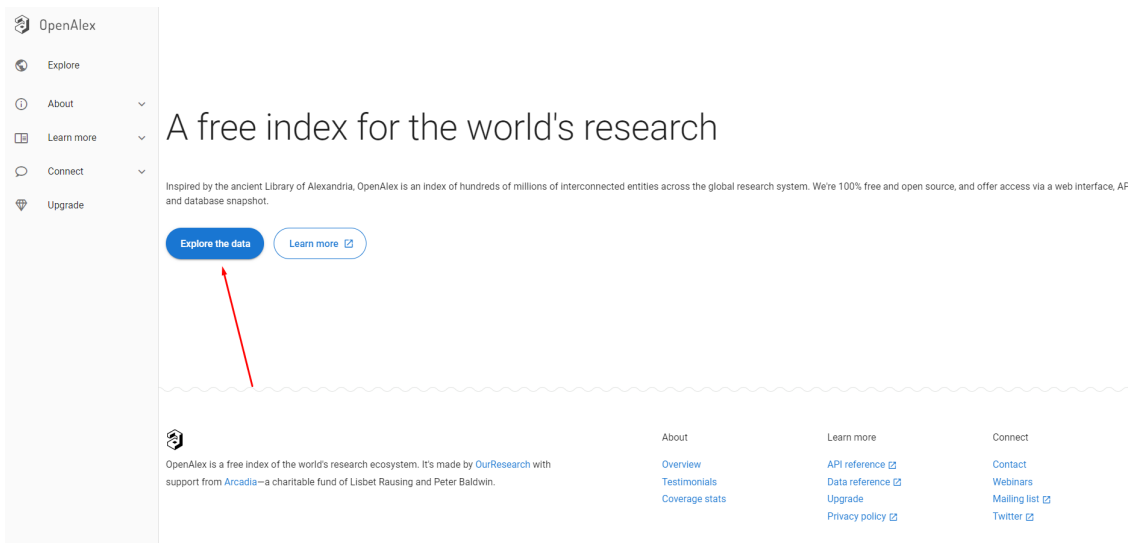 OpenAlex
Explore
About
Learn more
Connect
Upgrade
A free index for the world's research
Inspired by the ancient Library of Alexandria, OpenAlex is an index of hundreds of millions of interconnected entities across the global research system. We're 100% free and open source, and offer access via a web interface, AP
and database snapshot.
Explore the data
Learn more
OpenAlex is a free index of the world's research ecosystem. It's made by OurResearch with
support from Arcadia—a charitable fund of Lisbet Rausing and Peter Baldwin.
About
Overview
Testimonials
Coverage stats
Learn more
API reference
Data reference
Upgrade
Privacy policy
Connect
Contact
Webinars
Mailing list
Twitter